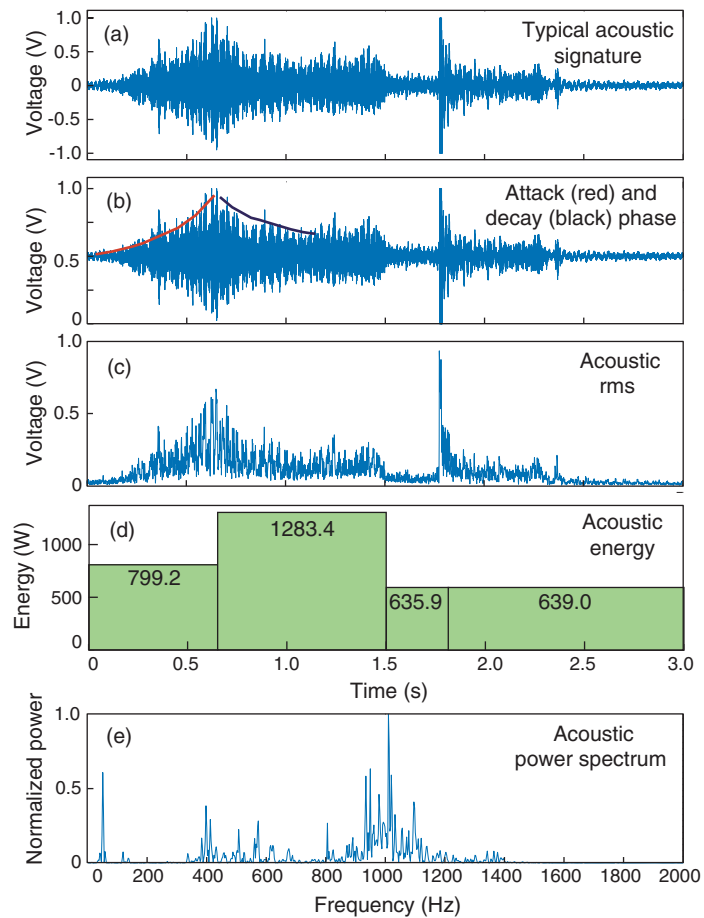 1.0
(a)
Typical acoustic
signature
0.5
0
-0.5
-1.0
Voltage (V)
1.0
(b)
Attack (red) and
decay (black) phase
0.5
0
Voltage (V)
1.0
(c)
Acoustic
rms
0.5
0
Voltage (V)
(d)
1283.4
Acoustic
energy
1000
799.2
500
635.9
639.0
0
Energy (W)
0 0.5 1.0 1.5 2.0 2.5 3.0
Time (s)
1.0
(e)
Acoustic
power spectrum
0.5
0
Normalized power
0 200 400 600 800 1000 1200 1400 1600 1800 2000
Frequency (Hz)